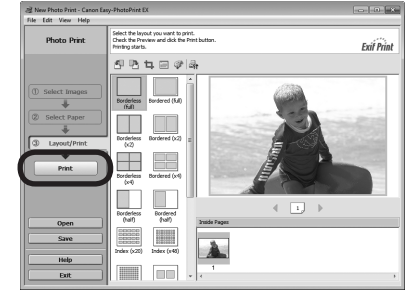 New Photo Print - Canon Easy-PhotoPrint EX
File Edit View Help
Photo Print
Select the layout you want to print.
Check the Preview and click the Print button.
Printing starts.
Exif Print
① Select Images
② Select Paper
③ Layout/Print
Print
Open
Save
Help
Exit
Borderless (full)
Bordered (full)
Borderless (x2)
Bordered (x2)
Borderless (x4)
Bordered (x4)
Borderless (half)
Bordered (half)
Index (x20)
Index (x48)
1
Inside Pages
1